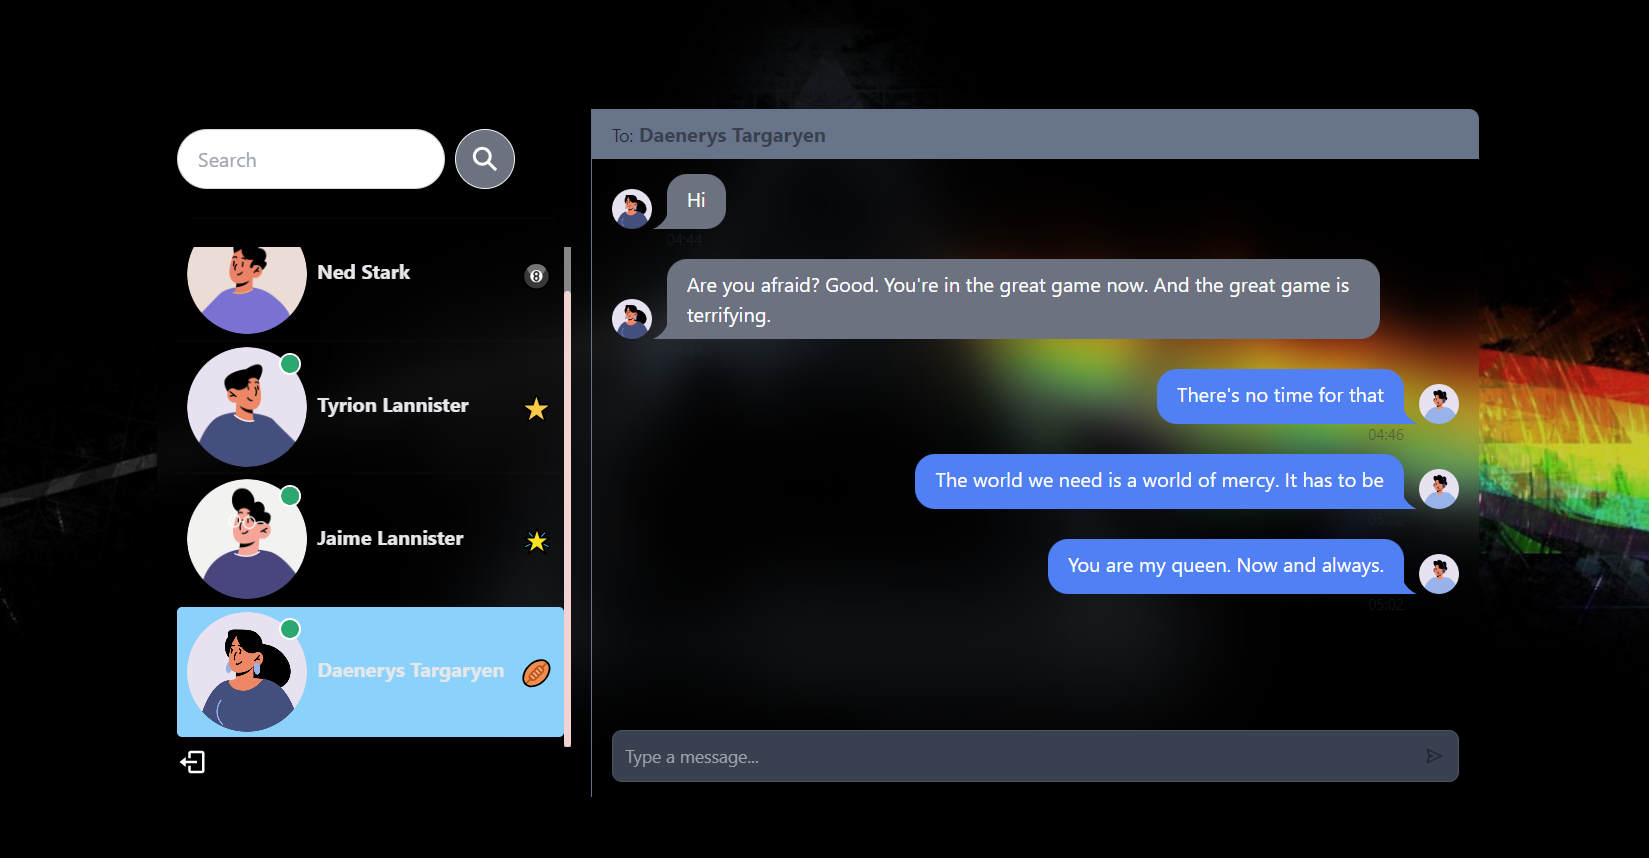 Search
Ned Stark
8
Tyrion Lannister
Jaime Lannister
Daenerys Targaryen
To: Daenerys Targaryen
Hi
04:44
Are you afraid? Good. You're in the great game now. And the great game is
terrifying.
There's no time for that
04:46
The world we need is a world of mercy. It has to be
05:02
You are my queen. Now and always.
05:02
Type a message...